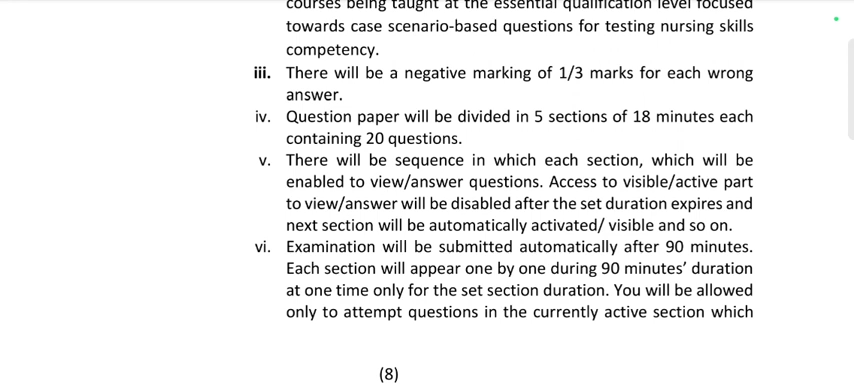 courses being taught at the essential qualification level focused
towards case scenario-based questions for testing nursing skills
competency.
iii. There will be a negative marking of 1/3 marks for each wrong
answer.
iv. Question paper will be divided in 5 sections of 18 minutes each
containing 20 questions.
v. There will be sequence in which each section, which will be
enabled to view/answer questions. Access to visible/active part
to view/answer will be disabled after the set duration expires and
next section will be automatically activated/ visible and so on.
vi. Examination will be submitted automatically after 90 minutes.
Each section will appear one by one during 90 minutes’ duration
at one time only for the set section duration. You will be allowed
only to attempt questions in the currently active section which
(8)